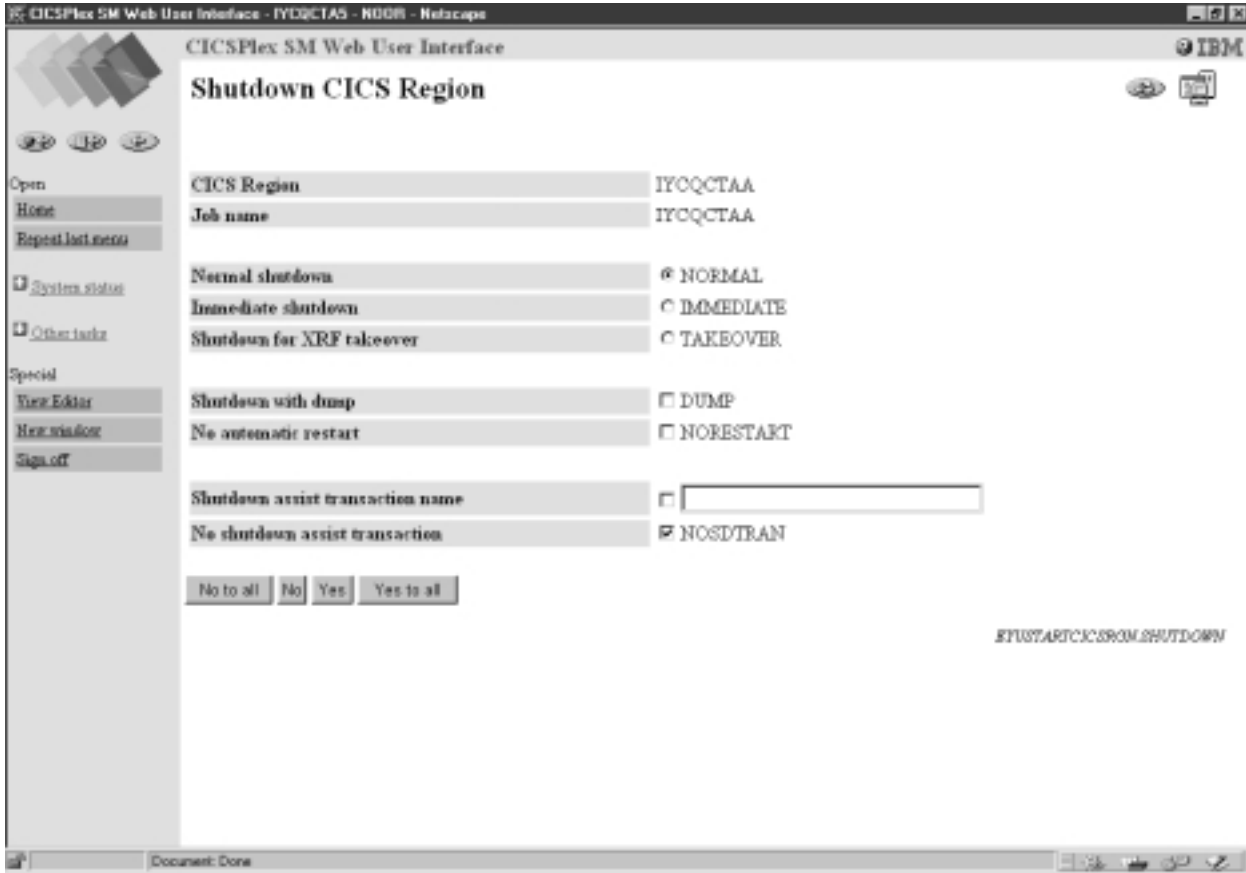 CICSPlex SM Web User Interface - IYCQCTA5 - NOOR - Netscape
CICSPlex SM Web User Interface
IBM
Shutdown CICS Region
Open
Home
Repeat last menu
System status
Other tasks
Special
View Editor
New window
Sign off
CICS Region IYCQCTAA
Job name IYCQCTAA
Normal shutdown NORMAL
Immediate shutdown IMMEDIATE
Shutdown for XRF takeover TAKEOVER
Shutdown with dump DUMP
No automatic restart NORESTART
Shutdown assist transaction name
No shutdown assist transaction NOSDTRAN
No to all No Yes Yes to all
EYUSTARTCICSRGN.SHUTDOWN
Document: Done